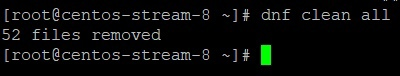 [root@centos-stream-8 ~]# dnf clean all
52 files removed
[root@centos-stream-8 ~]#